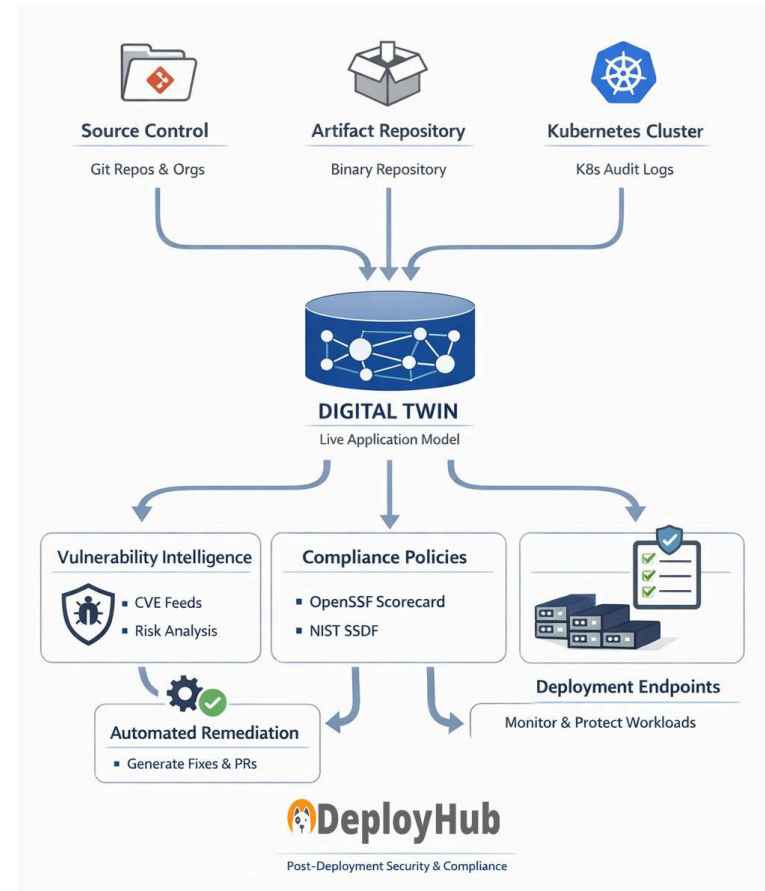 Source Control
Git Repos & Orgs
Artifact Repository
Binary Repository
Kubernetes Cluster
K8s Audit Logs
DIGITAL TWIN
Live Application Model
Vulnerability Intelligence
▪ CVE Feeds
▪ Risk Analysis
Compliance Policies
▪ OpenSSF Scorecard
▪ NIST SSDF
Deployment Endpoints
Monitor & Protect Workloads
Automated Remediation
▪ Generate Fixes & PRs
DeployHub
Post-Deployment Security & Compliance